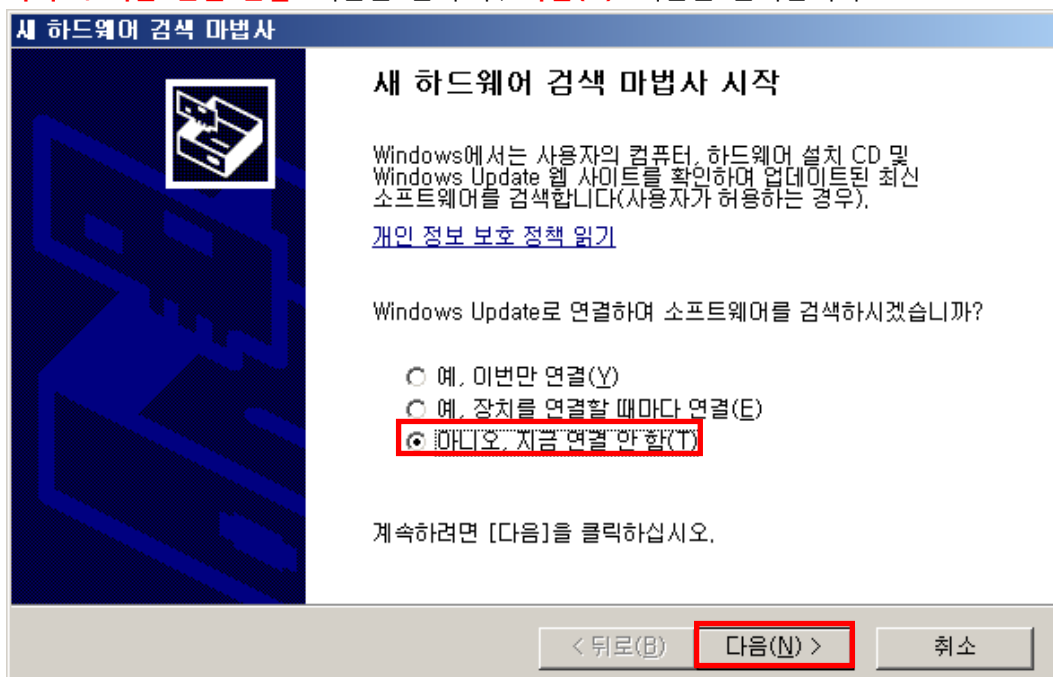 새 하드웨어 검색 마법사
새 하드웨어 검색 마법사 시작
Windows에서는 사용자의 컴퓨터, 하드웨어 설치 CD 및
Windows Update 웹 사이트를 확인하여 업데이트된 최신
소프트웨어를 검색합니다(사용자가 허용하는 경우).
개인 정보 보호 정책 읽기
Windows Update로 연결하여 소프트웨어를 검색하시겠습니까?
예, 이번만 연결(Y)
예, 장치를 연결할 때마다 연결(E)
아니오, 지금 연결 안 함(T)
계속하려면 [다음]을 클릭하십시오.
< 뒤로(B) 다음(N) > 취소